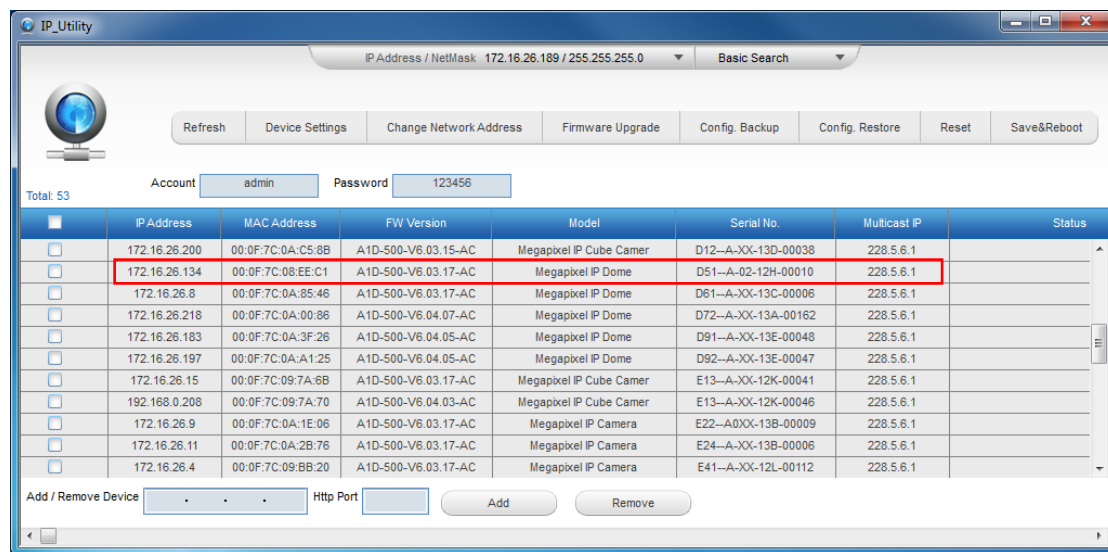 IP_Utility
IP Address / NetMask 172.16.26.189 / 255.255.255.0 Basic Search
Refresh Device Settings Change Network Address Firmware Upgrade Config. Backup Config. Restore Reset Save&Reboot
Total: 53 Account admin Password 123456
IP Address MAC Address FW Version Model Serial No. Multicast IP Status
172.16.26.200 00:0F:7C:0A:C5:8B A1D-500-V6.03.15-AC Megapixel IP Cube Camer D12--A-XX-13D-00038 228.5.6.1
172.16.26.134 00:0F:7C:08:EE:C1 A1D-500-V6.03.17-AC Megapixel IP Dome D51--A-02-12H-00010 228.5.6.1
172.16.26.8 00:0F:7C:0A:85:46 A1D-500-V6.03.17-AC Megapixel IP Dome D61--A-XX-13C-00006 228.5.6.1
172.16.26.218 00:0F:7C:0A:00:86 A1D-500-V6.04.07-AC Megapixel IP Dome D72--A-XX-13A-00162 228.5.6.1
172.16.26.183 00:0F:7C:0A:3F:26 A1D-500-V6.04.05-AC Megapixel IP Dome D91--A-XX-13E-00048 228.5.6.1
172.16.26.197 00:0F:7C:0A:A1:25 A1D-500-V6.04.05-AC Megapixel IP Dome D92--A-XX-13E-00047 228.5.6.1
172.16.26.15 00:0F:7C:09:7A:6B A1D-500-V6.03.17-AC Megapixel IP Cube Camer E13--A-XX-12K-00041 228.5.6.1
192.168.0.208 00:0F:7C:09:7A:70 A1D-500-V6.04.03-AC Megapixel IP Cube Camer E13--A-XX-12K-00046 228.5.6.1
172.16.26.9 00:0F:7C:0A:1E:06 A1D-500-V6.03.17-AC Megapixel IP Camera E22--A0XX-13B-00009 228.5.6.1
172.16.26.11 00:0F:7C:0A:2B:76 A1D-500-V6.03.17-AC Megapixel IP Camera E24--A-XX-13B-00006 228.5.6.1
172.16.26.4 00:0F:7C:09:BB:20 A1D-500-V6.03.17-AC Megapixel IP Camera E41--A-XX-12L-00112 228.5.6.1
Add / Remove Device . . . Http Port Add Remove